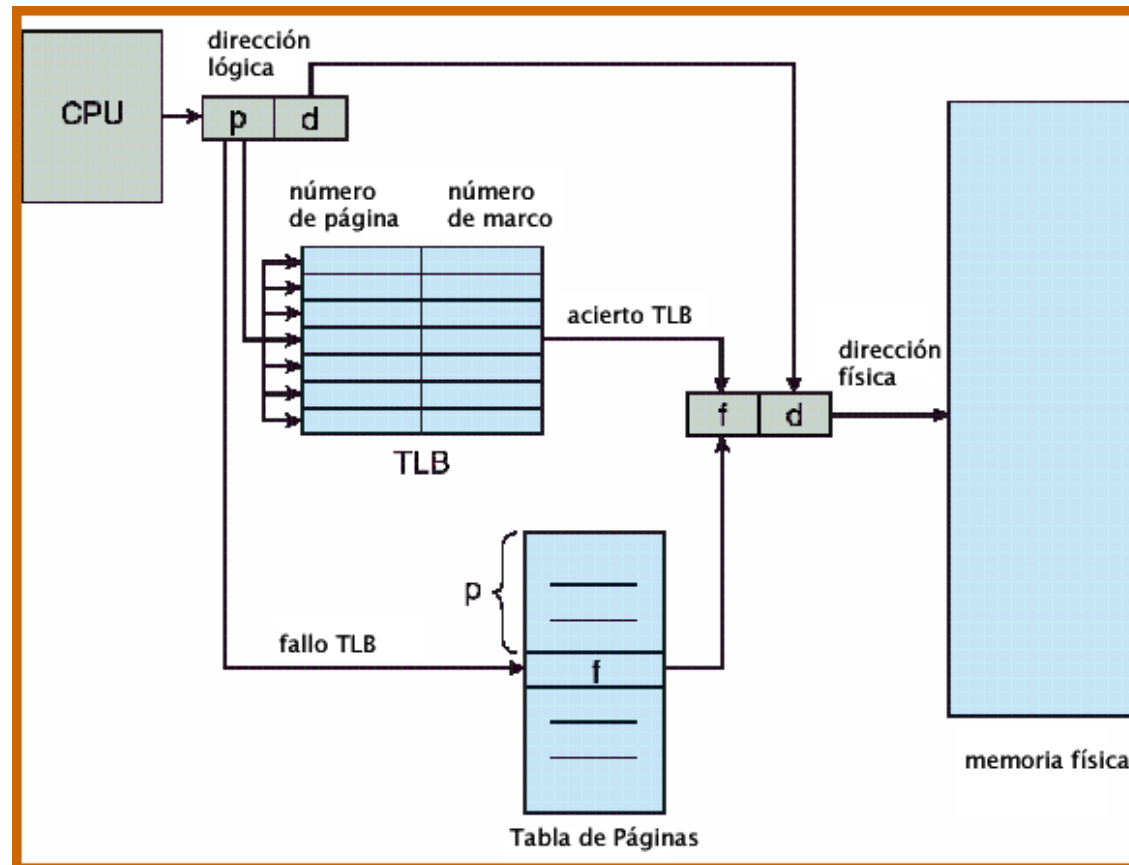 dirección
lógica
CPU
p
d
número
de página
número
de marco
acierto TLB
dirección
física
f
d
TLB
p
fallo TLB
f
memoria física
Tabla de Páginas